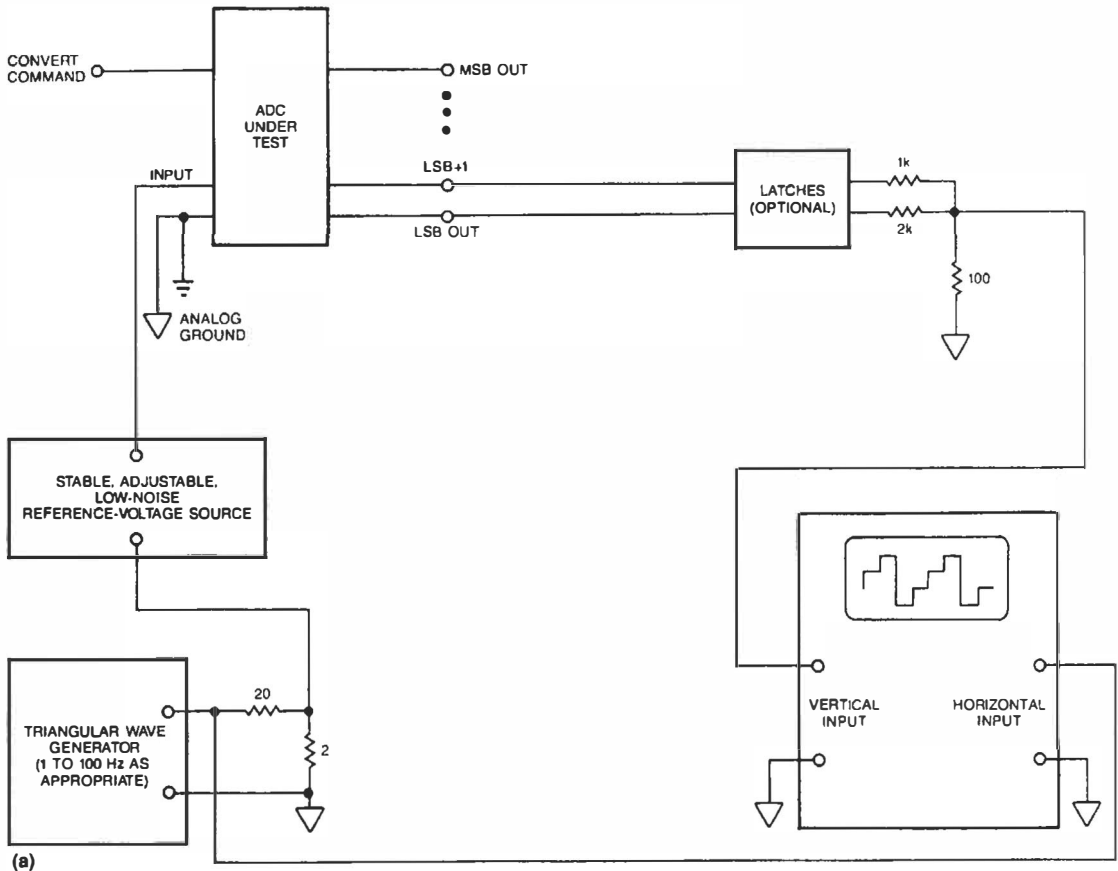 CONVERT
COMMAND
ADC
UNDER
TEST
MSB OUT
INPUT
LSB+1
LSB OUT
ANALOG
GROUND
LATCHES
(OPTIONAL)
1k
2k
100
STABLE, ADJUSTABLE,
LOW-NOISE
REFERENCE-VOLTAGE SOURCE
TRIANGULAR WAVE
GENERATOR
(1 TO 100 Hz AS
APPROPRIATE)
20
2
VERTICAL
INPUT
HORIZONTAL
INPUT
(a)